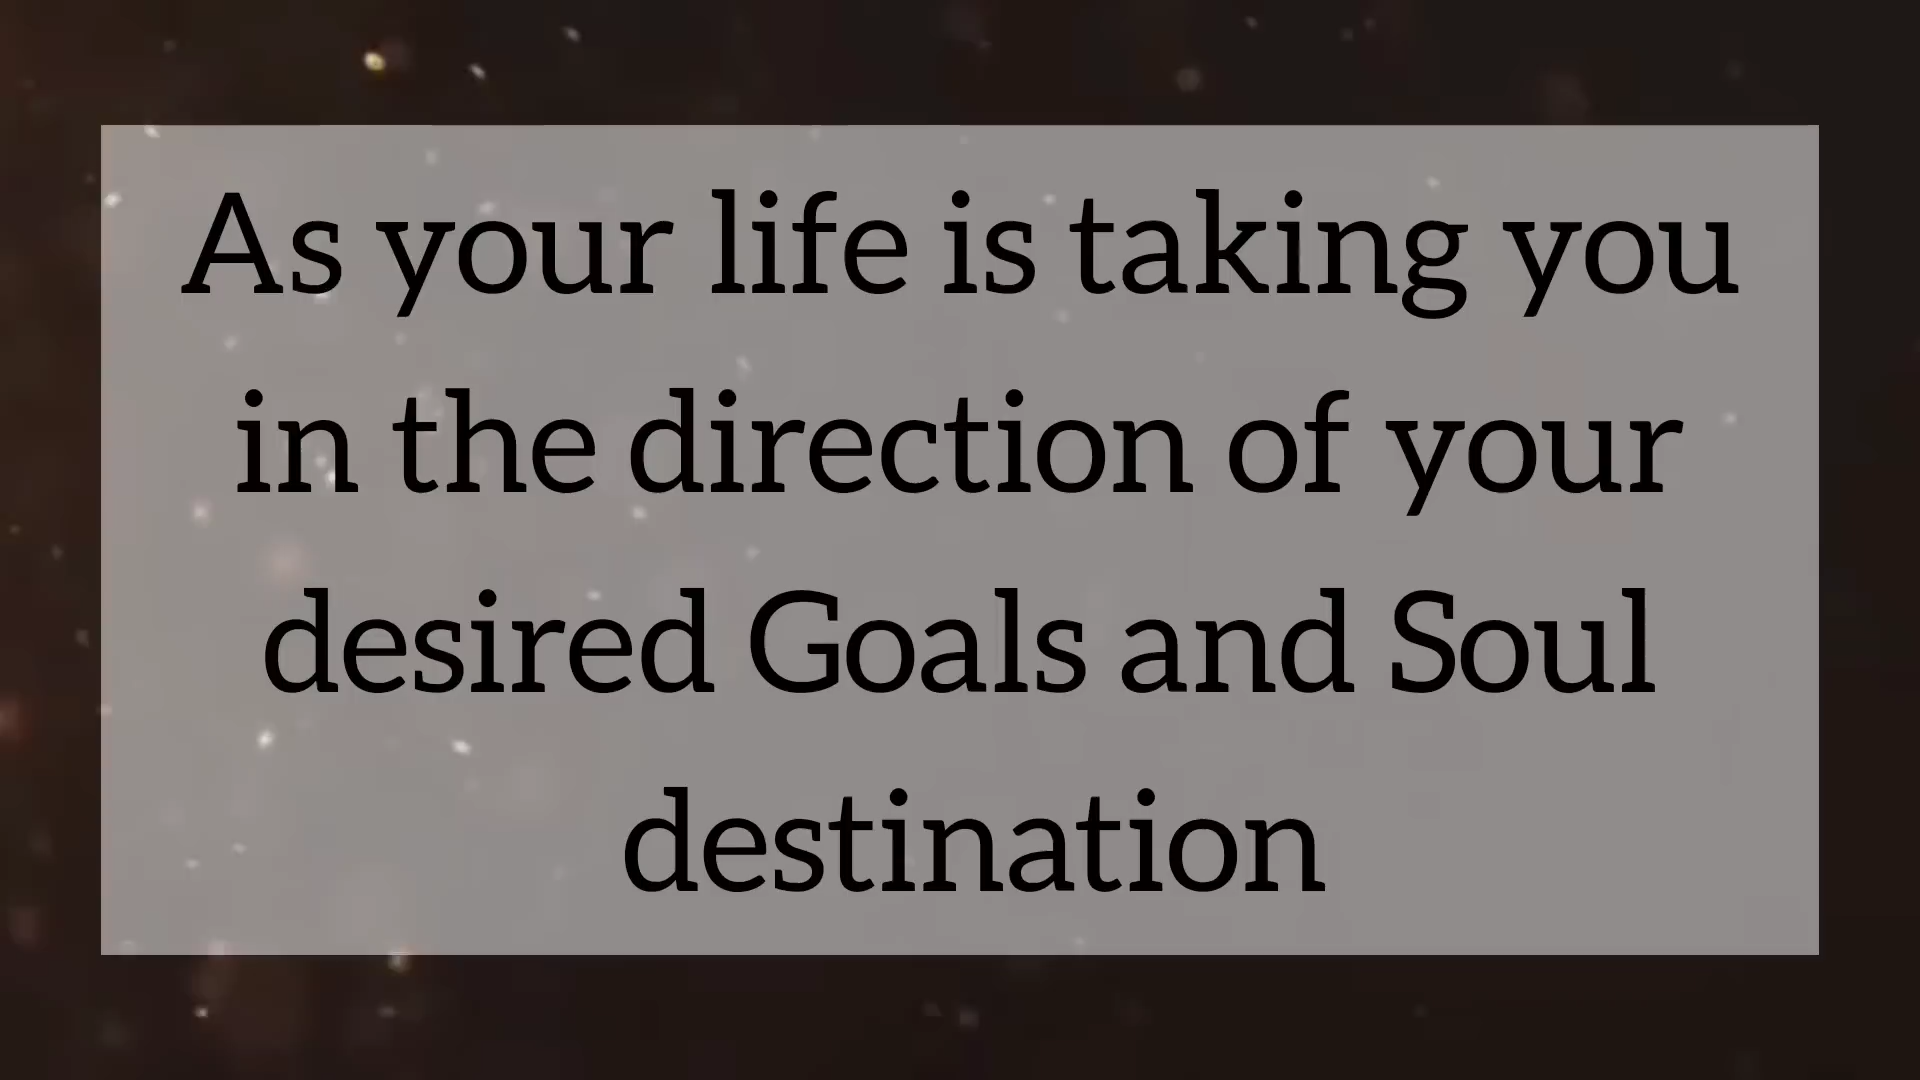 As your life is taking you
in the direction of your
desired Goals and Soul
destination